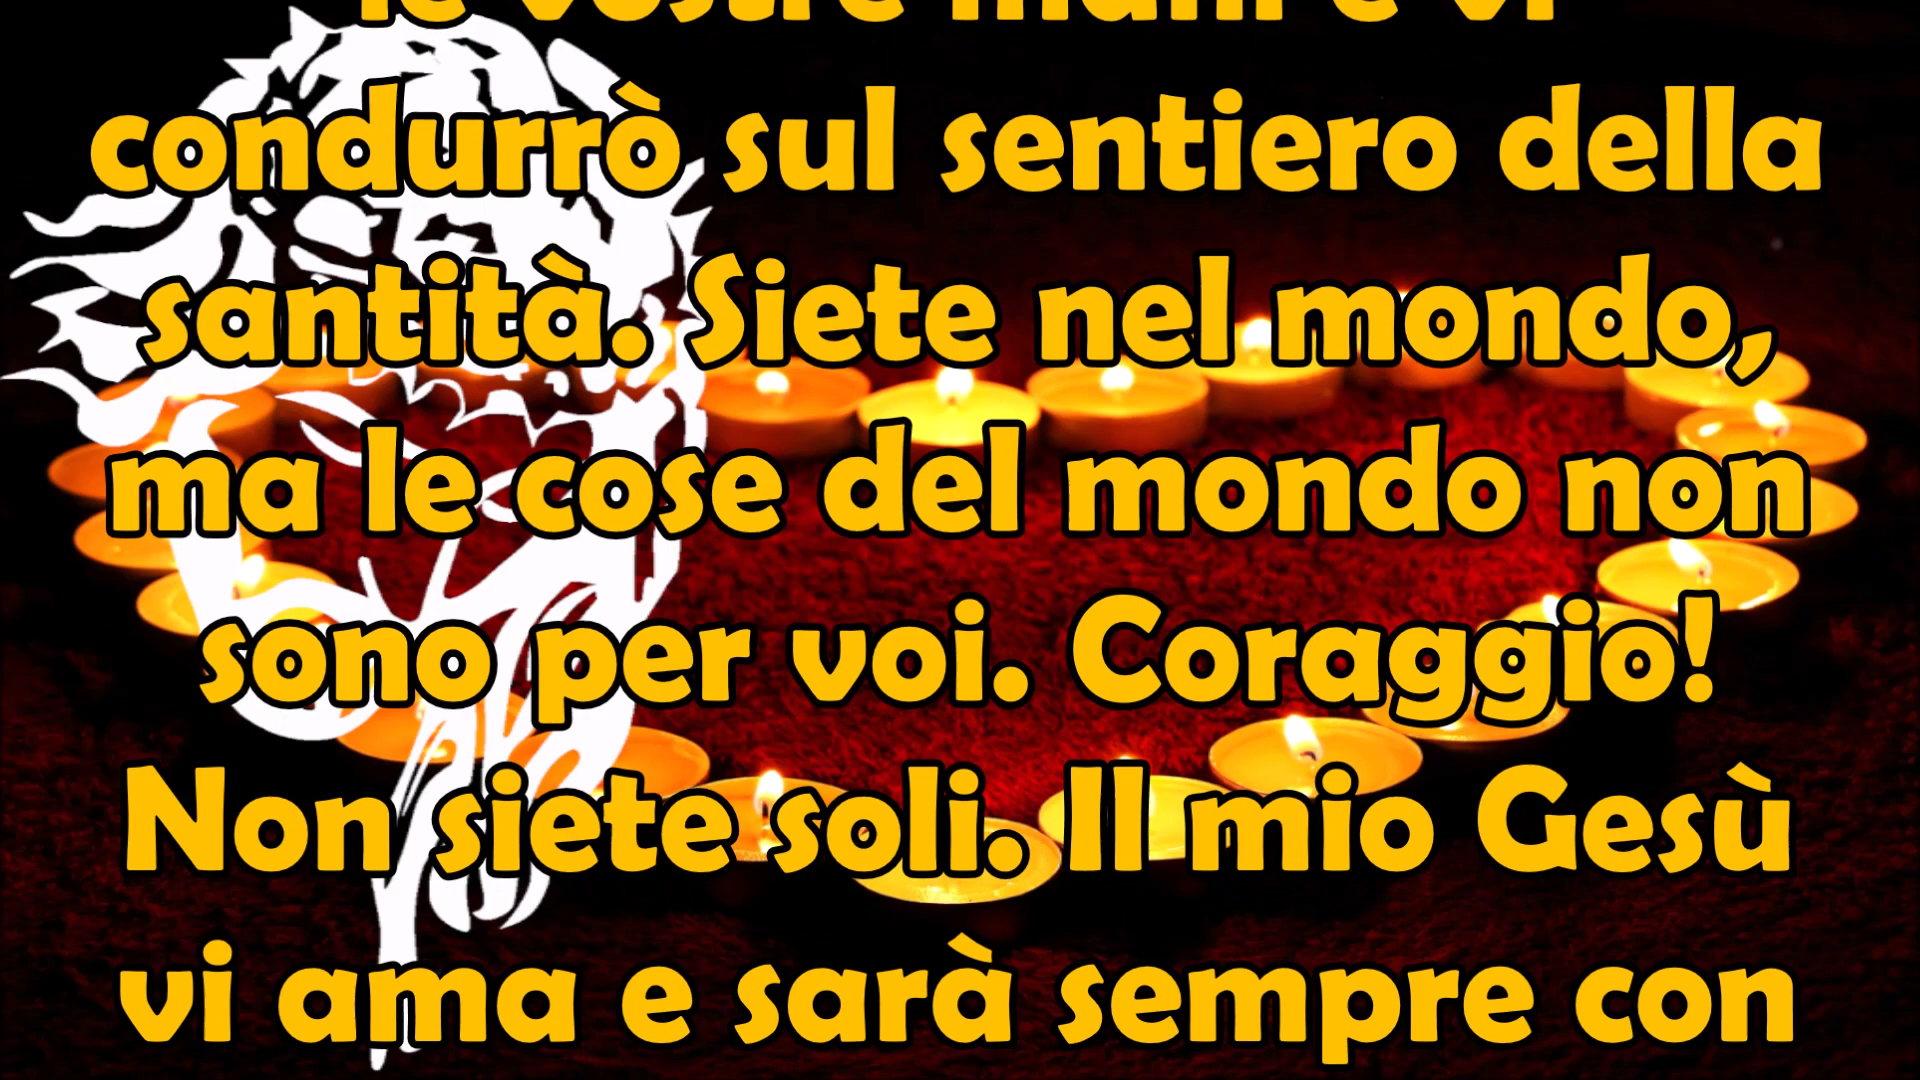 le vostre mani e vi
condurrò sul sentiero della
santità. Siete nel mondo,
ma le cose del mondo non
sono per voi. Coraggio!
Non siete soli. Il mio Gesù
vi ama e sarà sempre con